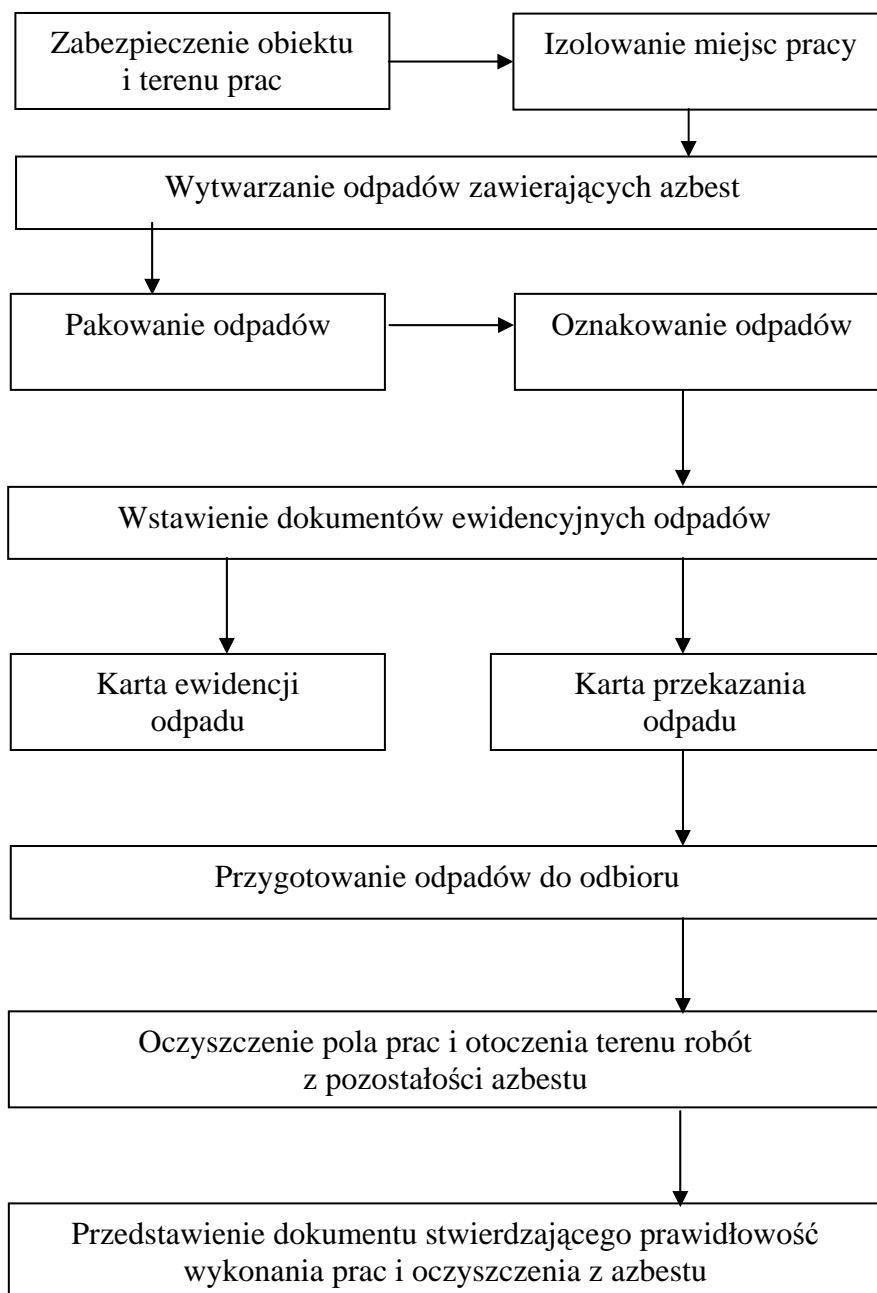 Zabezpieczenie obiektu
i terenu prac
Izolowanie miejsc pracy
Wytwarzanie odpadów zawierających azbest
Pakowanie odpadów
Oznakowanie odpadów
Wstawienie dokumentów ewidencyjnych odpadów
Karta ewidencji
odpadu
Karta przekazania
odpadu
Przygotowanie odpadów do odbioru
Oczyszczenie pola prac i otoczenia terenu robót
z pozostałości azbestu
Przedstawienie dokumentu stwierdzającego prawidłowość
wykonania prac i oczyszczenia z azbestu